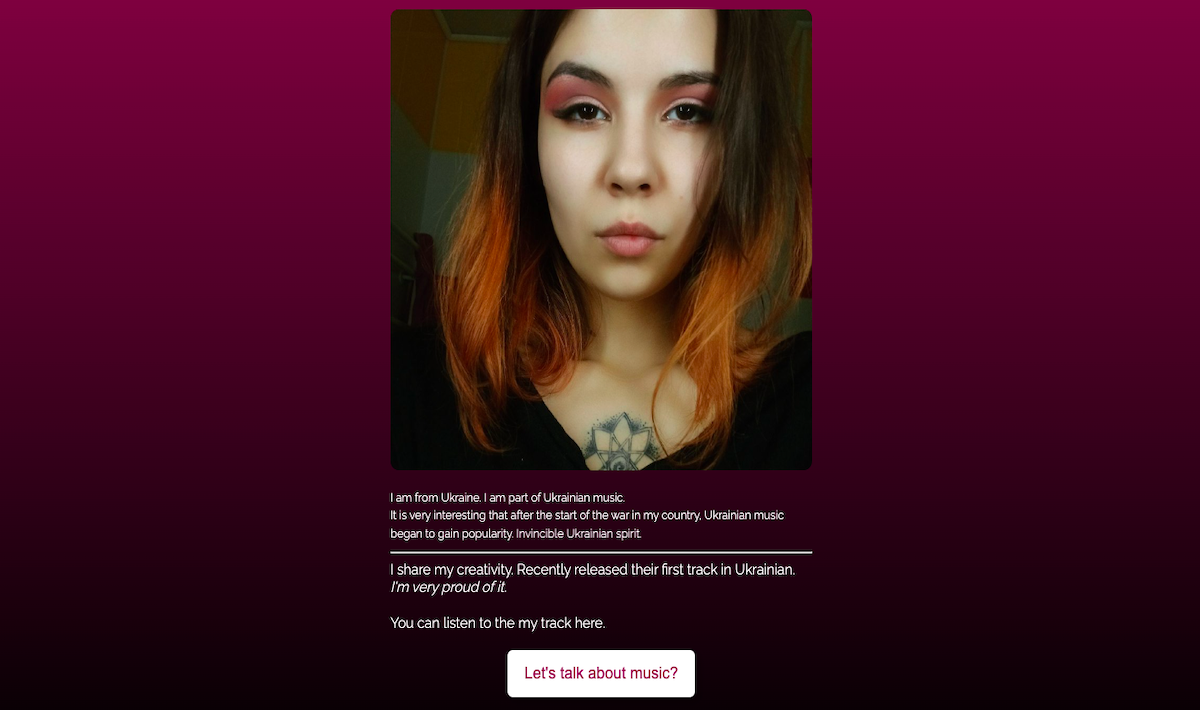 I am from Ukraine. I am part of Ukrainian music.
It is very interesting that after the start of the war in my country, Ukrainian music
began to gain popularity. Invincible Ukrainian spirit.
I share my creativity. Recently released their first track in Ukrainian.
I'm very proud of it.
You can listen to the my track here.
Let's talk about music?